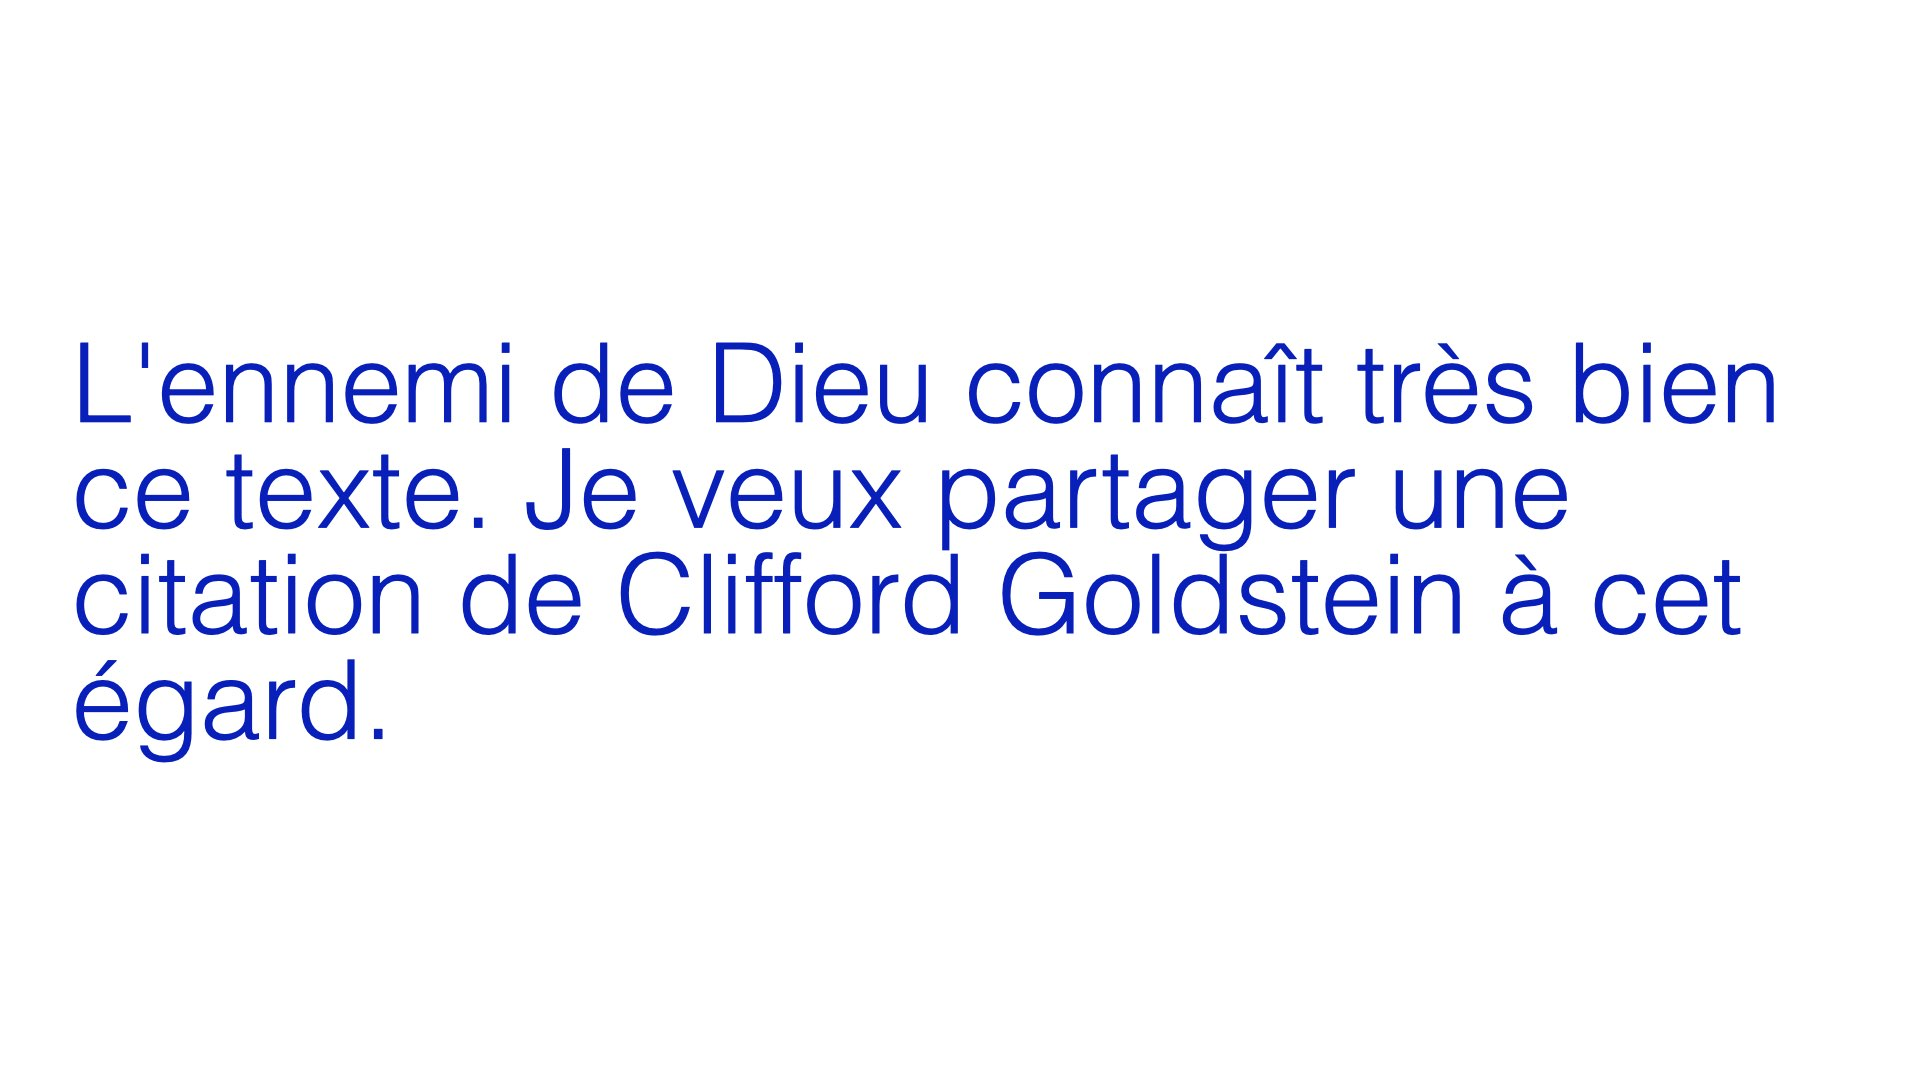 L'ennemi de Dieu connaît très bien
ce texte. Je veux partager une
citation de Clifford Goldstein à cet
égard.